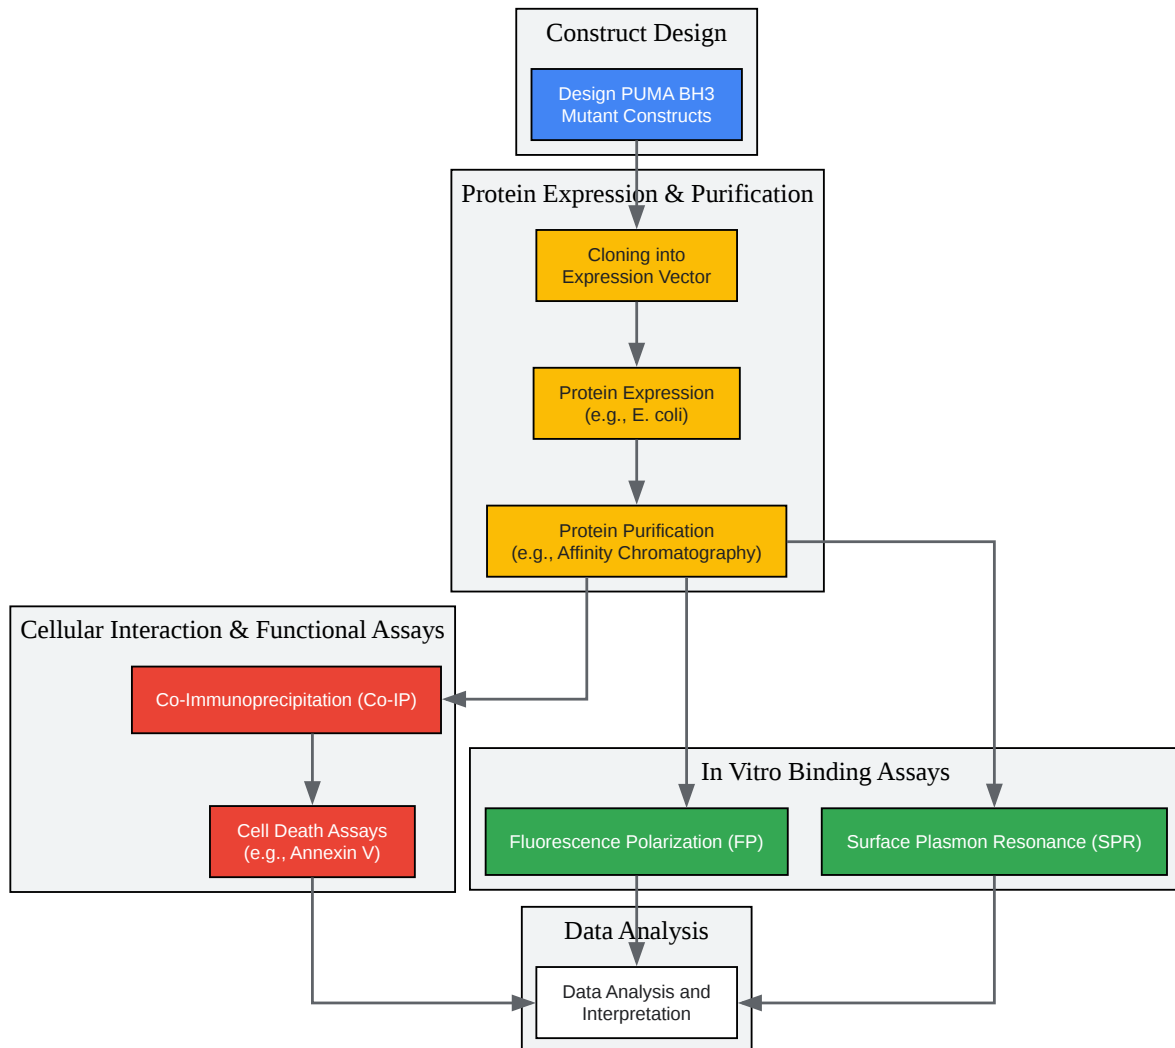 Construct Design
Design PUMA BH3
Mutant Constructs
Protein Expression & Purification
Cloning into
Expression Vector
Protein Expression
(e.g., E. coli)
Protein Purification
(e.g., Affinity Chromatography)
Cellular Interaction & Functional Assays
Co-Immunoprecipitation (Co-IP)
Cell Death Assays
(e.g., Annexin V)
In Vitro Binding Assays
Fluorescence Polarization (FP)
Surface Plasmon Resonance (SPR)
Data Analysis
Data Analysis and
Interpretation